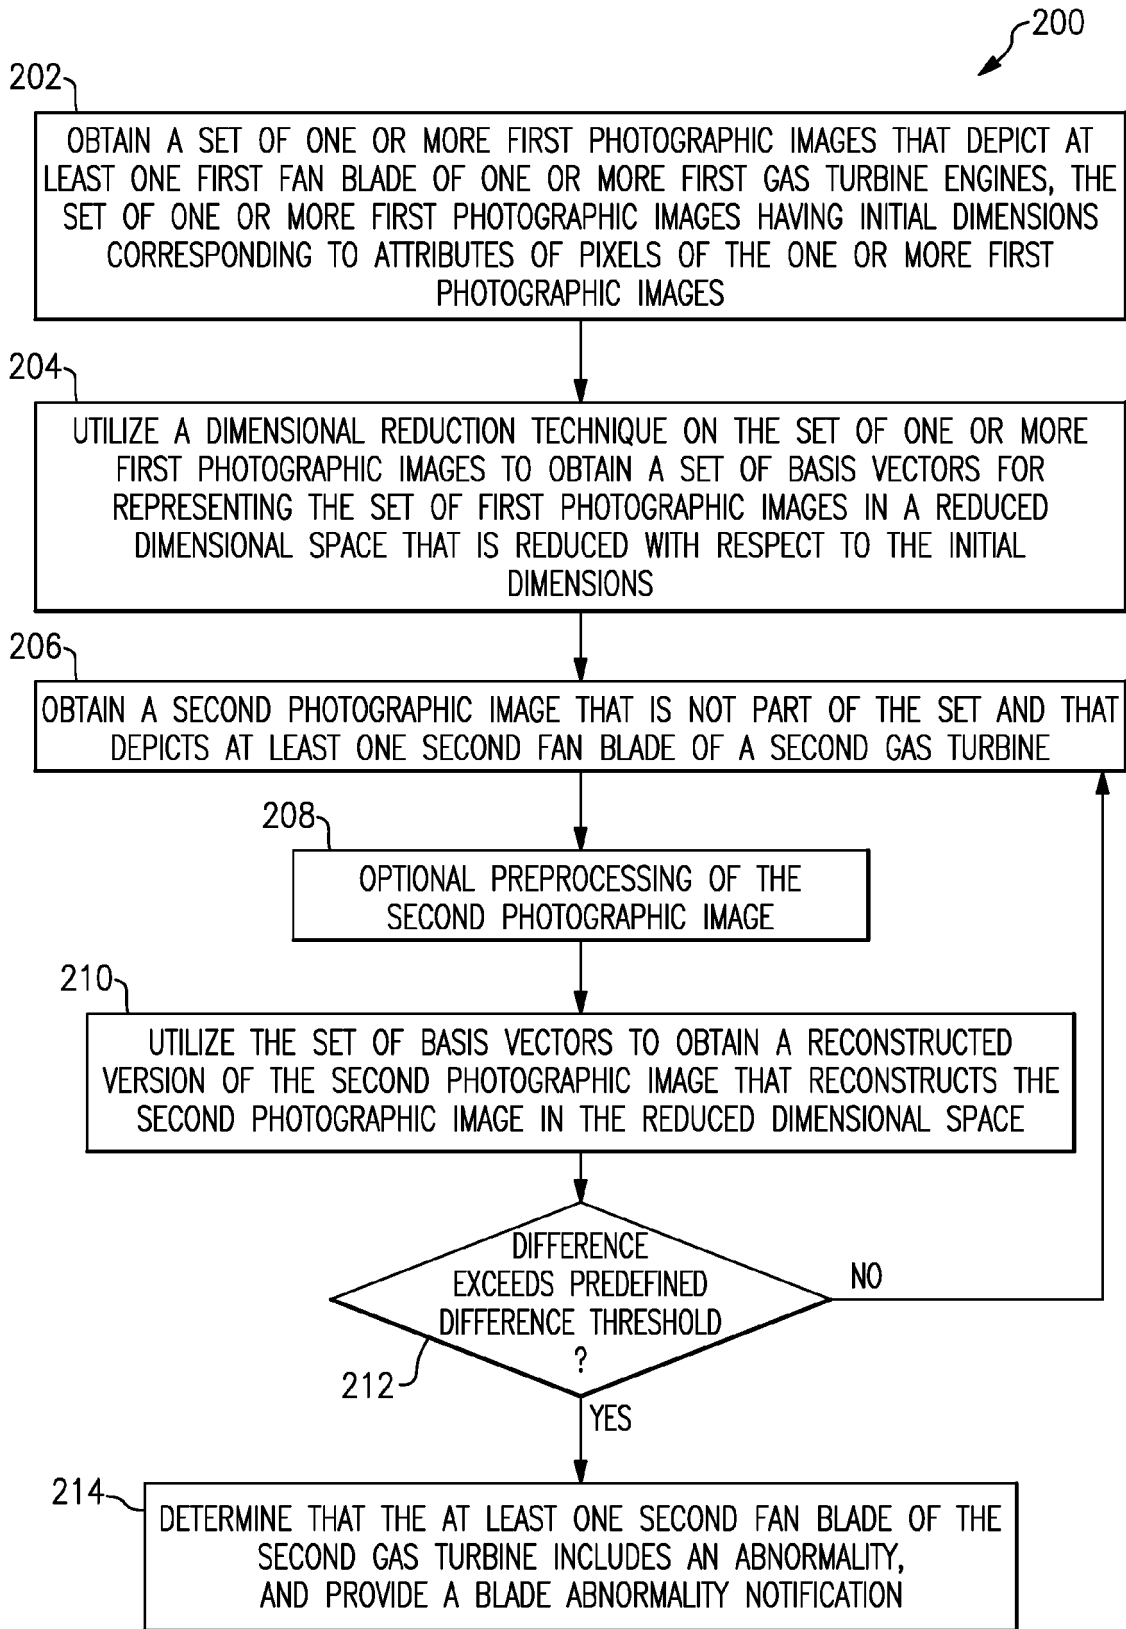 200
202
OBTAIN A SET OF ONE OR MORE FIRST PHOTOGRAPHIC IMAGES THAT DEPICT AT
LEAST ONE FIRST FAN BLADE OF ONE OR MORE FIRST GAS TURBINE ENGINES, THE
SET OF ONE OR MORE FIRST PHOTOGRAPHIC IMAGES HAVING INITIAL DIMENSIONS
CORRESPONDING TO ATTRIBUTES OF PIXELS OF THE ONE OR MORE FIRST
PHOTOGRAPHIC IMAGES
204
UTILIZE A DIMENSIONAL REDUCTION TECHNIQUE ON THE SET OF ONE OR MORE
FIRST PHOTOGRAPHIC IMAGES TO OBTAIN A SET OF BASIS VECTORS FOR
REPRESENTING THE SET OF FIRST PHOTOGRAPHIC IMAGES IN A REDUCED
DIMENSIONAL SPACE THAT IS REDUCED WITH RESPECT TO THE INITIAL
DIMENSIONS
206
OBTAIN A SECOND PHOTOGRAPHIC IMAGE THAT IS NOT PART OF THE SET AND THAT
DEPICTS AT LEAST ONE SECOND FAN BLADE OF A SECOND GAS TURBINE
208
OPTIONAL PREPROCESSING OF THE
SECOND PHOTOGRAPHIC IMAGE
210
UTILIZE THE SET OF BASIS VECTORS TO OBTAIN A RECONSTRUCTED
VERSION OF THE SECOND PHOTOGRAPHIC IMAGE THAT RECONSTRUCTS THE
SECOND PHOTOGRAPHIC IMAGE IN THE REDUCED DIMENSIONAL SPACE
DIFFERENCE
EXCEEDS PREDEFINED
DIFFERENCE THRESHOLD
?
NO
212
YES
214
DETERMINE THAT THE AT LEAST ONE SECOND FAN BLADE OF THE
SECOND GAS TURBINE INCLUDES AN ABNORMALITY,
AND PROVIDE A BLADE ABNORMALITY NOTIFICATION